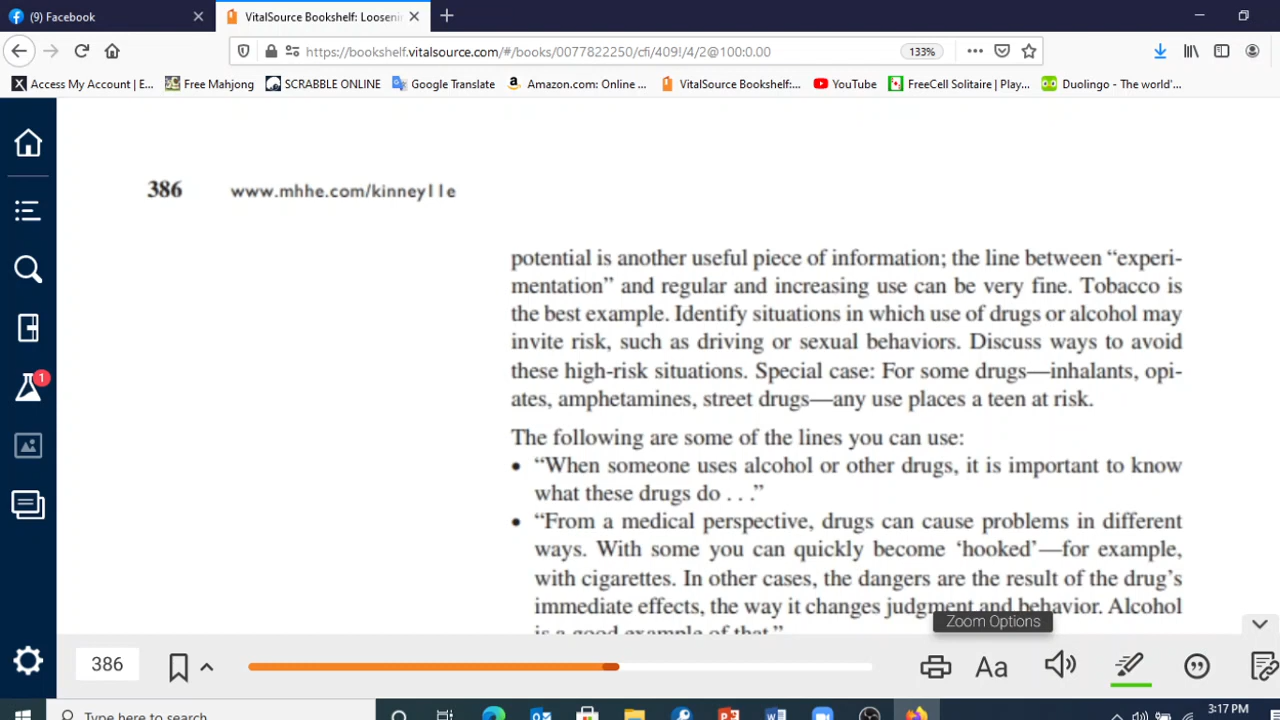 (9) Facebook
VitalSource Bookshelf: Loosenin
https://bookshelf.vitalsource.com/#/books/0077822250/cfi/409!/4/2@100:0.00
133%
Access My Account | E...
Free Mahjong
SCRABBLE ONLINE
Google Translate
Amazon.com: Online ...
VitalSource Bookshelf:...
YouTube
FreeCell Solitaire | Play...
Duolingo - The world'...
386 www.mhhe.com/kinney11e
potential is another useful piece of information; the line between “experi-
mentation” and regular and increasing use can be very fine. Tobacco is
the best example. Identify situations in which use of drugs or alcohol may
invite risk, such as driving or sexual behaviors. Discuss ways to avoid
these high-risk situations. Special case: For some drugs—inhalants, opi-
ates, amphetamines, street drugs—any use places a teen at risk.
The following are some of the lines you can use:
• “When someone uses alcohol or other drugs, it is important to know
what these drugs do . . .”
• “From a medical perspective, drugs can cause problems in different
ways. With some you can quickly become ‘hooked’—for example,
with cigarettes. In other cases, the dangers are the result of the drug’s
immediate effects, the way it changes judgment and behavior. Alcohol
is a good example of that.”
1
Zoom Options
386
Aa
Type here to search
3:17 PM